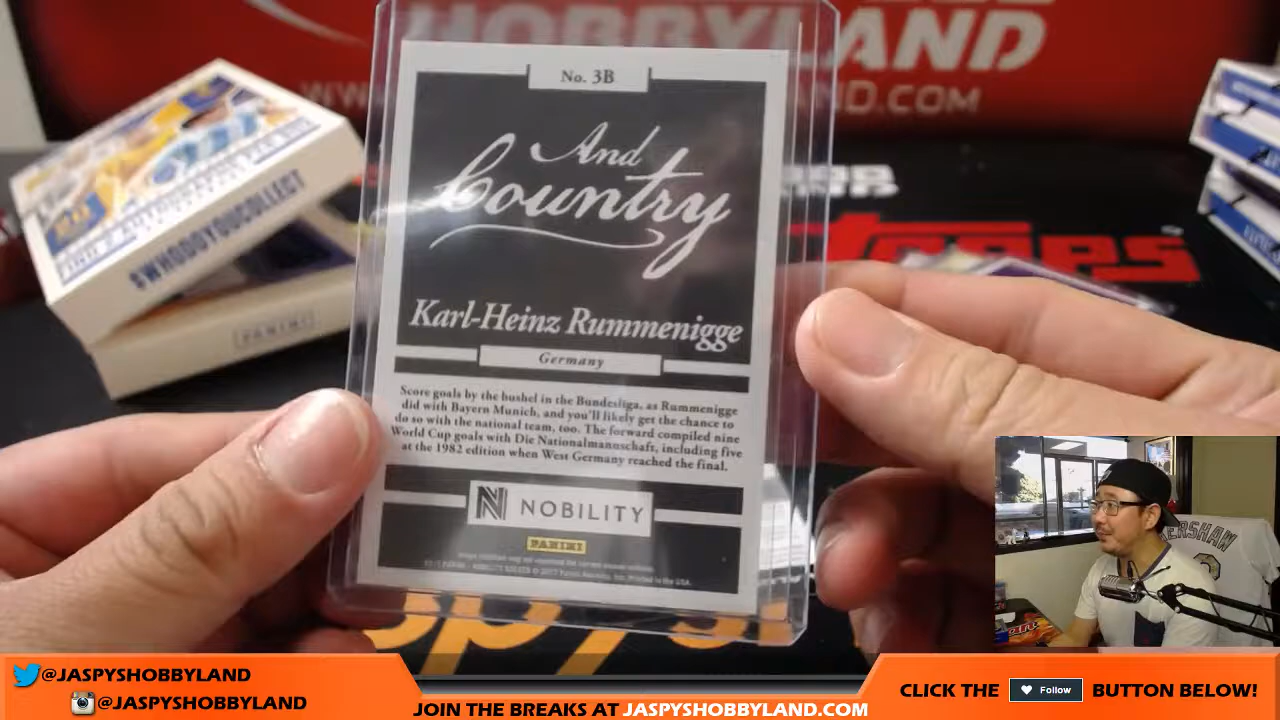 HOBBYLAND
No. 3B
And
Country
Karl-Heinz Rummenigge
Germany
Score goals by the bushel in the Bundesliga, as Rummenigge
did with Bayern Munich, and you'll likely get the chance to
do so with the national team, too. The forward compiled nine
World Cup goals with Die Nationalmannschaft, including five
at the 1982 edition when West Germany reached the final.
N NOBILITY
PANINI
#WHODOYOUCOLLECT
PANINI
Topps
KERSHAW
@JASPYSHOBBYLAND
@JASPYSHOBBYLAND
JOIN THE BREAKS AT JASPYSHOBBYLAND.COM
CLICK THE Follow BUTTON BELOW!